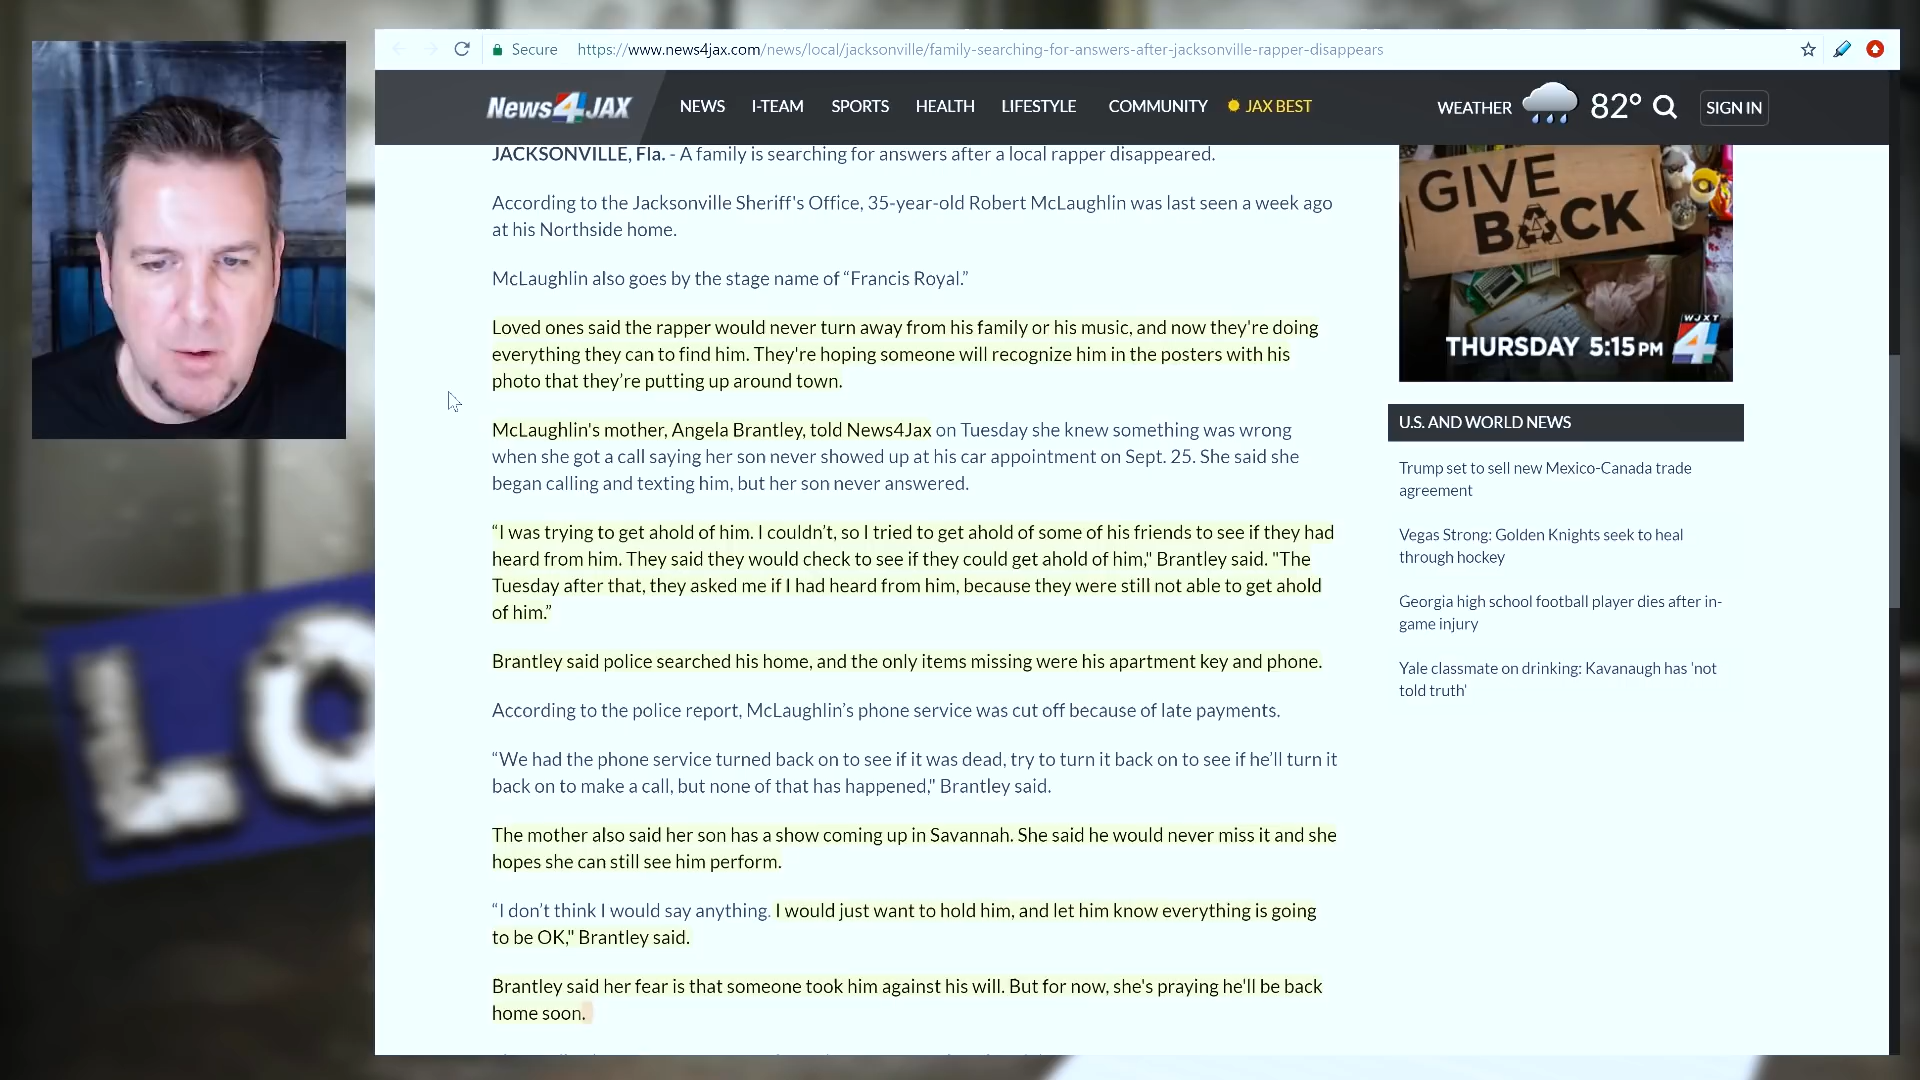 Secure https://www.news4jax.com/news/local/jacksonville/family-searching-for-answers-after-jacksonville-rapper-disappears
News4JAX NEWS I-TEAM SPORTS HEALTH LIFESTYLE COMMUNITY JAX BEST WEATHER 82° SIGN IN
JACKSONVILLE, Fla. - A family is searching for answers after a local rapper disappeared.
According to the Jacksonville Sheriff's Office, 35-year-old Robert McLaughlin was last seen a week ago
at his Northside home.
McLaughlin also goes by the stage name of “Francis Royal.”
Loved ones said the rapper would never turn away from his family or his music, and now they're doing
everything they can to find him. They're hoping someone will recognize him in the posters with his
photo that they’re putting up around town.
McLaughlin's mother, Angela Brantley, told News4Jax on Tuesday she knew something was wrong
when she got a call saying her son never showed up at his car appointment on Sept. 25. She said she
began calling and texting him, but her son never answered.
“I was trying to get ahold of him. I couldn’t, so I tried to get ahold of some of his friends to see if they had
heard from him. They said they would check to see if they could get ahold of him," Brantley said. "The
Tuesday after that, they asked me if I had heard from him, because they were still not able to get ahold
of him.”
Brantley said police searched his home, and the only items missing were his apartment key and phone.
According to the police report, McLaughlin’s phone service was cut off because of late payments.
“We had the phone service turned back on to see if it was dead, try to turn it back on to see if he’ll turn it
back on to make a call, but none of that has happened," Brantley said.
The mother also said her son has a show coming up in Savannah. She said he would never miss it and she
hopes she can still see him perform.
“I don’t think I would say anything. I would just want to hold him, and let him know everything is going
to be OK," Brantley said.
Brantley said her fear is that someone took him against his will. But for now, she's praying he'll be back
home soon.
GIVE
BACK
WJXT
THURSDAY 5:15PM 4
U.S. AND WORLD NEWS
Trump set to sell new Mexico-Canada trade
agreement
Vegas Strong: Golden Knights seek to heal
through hockey
Georgia high school football player dies after in-
game injury
Yale classmate on drinking: Kavanaugh has 'not
told truth'
LO